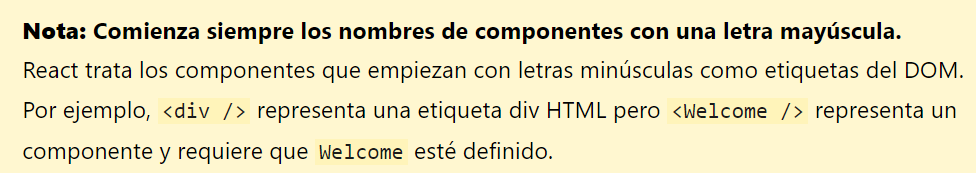 Nota: Comienza siempre los nombres de componentes con una letra mayúscula.
React trata los componentes que empiezan con letras minúsculas como etiquetas del DOM.
Por ejemplo, <div /> representa una etiqueta div HTML pero <Welcome /> representa un
componente y requiere que Welcome esté definido.